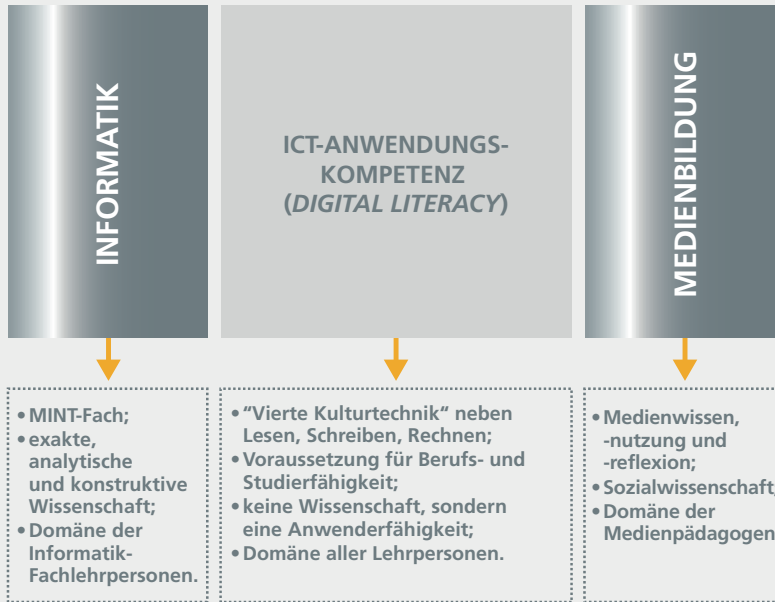 INFORMATIK
ICT-ANWENDUNGS-
KOMPETENZ
(DIGITAL LITERACY)
MEDIENBILDUNG
• MINT-Fach;
• exakte,
analytische
und konstruktive
Wissenschaft;
• Domäne der
Informatik-
Fachlehrpersonen.
• “Vierte Kulturtechnik“ neben
Lesen, Schreiben, Rechnen;
• Voraussetzung für Berufs- und
Studierfähigkeit;
• keine Wissenschaft, sondern
eine Anwenderfähigkeit;
• Domäne aller Lehrpersonen.
• Medienwissen,
-nutzung und
-reflexion;
• Sozialwissenschaft;
• Domäne der
Medienpädagogen